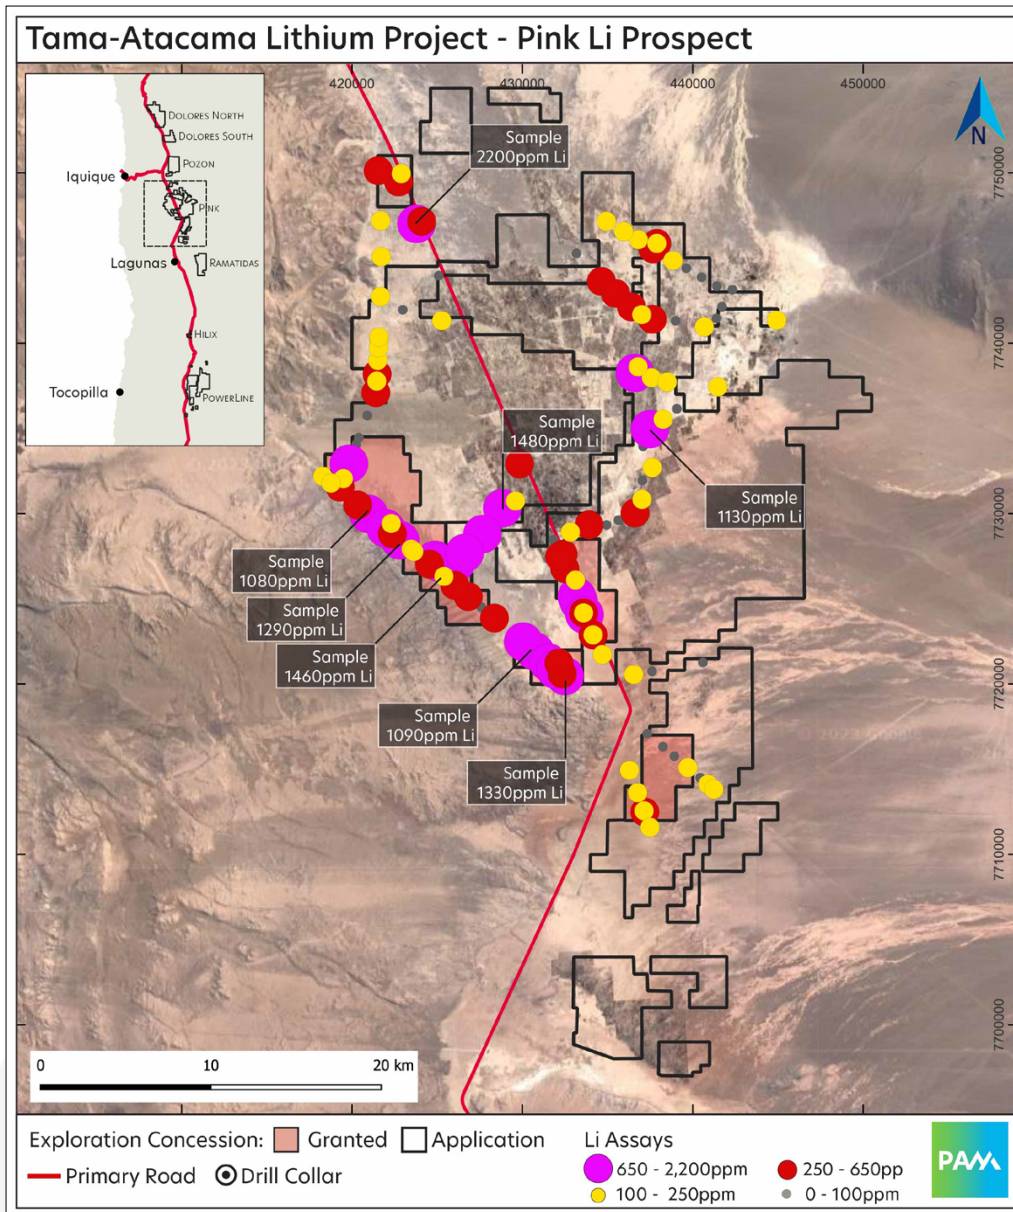 Tama-Atacama Lithium Project - Pink Li Prospect
420000
430000
440000
450000
Dolores North
Dolores South
Pozon
Iquique
Pink
Lagunas
Ramatidas
Hilix
Tocopilla
PowerLine
N
7750000
7740000
7730000
7720000
7710000
7700000
Sample
2200ppm Li
Sample
1480ppm Li
Sample
1130ppm Li
Sample
1080ppm Li
Sample
1290ppm Li
Sample
1460ppm Li
Sample
1090ppm Li
Sample
1330ppm Li
0 10 20 km
Exploration Concession: Granted Application
Primary Road Drill Collar
Li Assays
650 - 2,200ppm 250 - 650pp
100 - 250ppm 0 - 100ppm
PAM